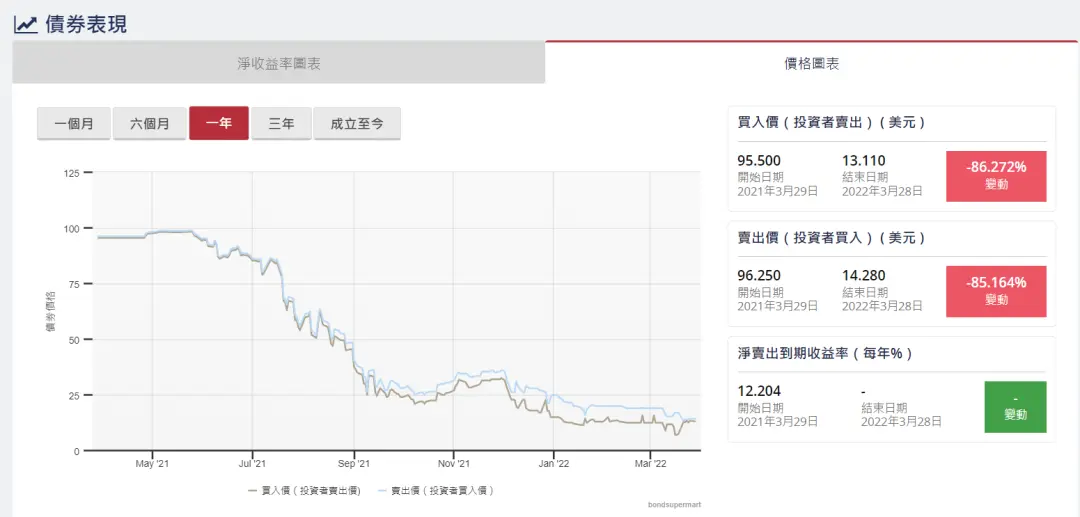 債券表現
淨收益率圖表
價格圖表
一個月 六個月 一年 三年 成立至今
125
100
75
50
25
0
債券價格
May '21 Jul '21 Sep '21 Nov '21 Jan '22 Mar '22
買入價（投資者賣出價） 賣出價（投資者買入價）
bondsupermart
買入價（投資者賣出）(美元）
95.500 13.110 -86.272%
開始日期 結束日期 變動
2021年3月29日 2022年3月28日
賣出價（投資者買入）(美元）
96.250 14.280 -85.164%
開始日期 結束日期 變動
2021年3月29日 2022年3月28日
淨賣出到期收益率（每年%）
12.204 - -
開始日期 結束日期 變動
2021年3月29日 2022年3月28日